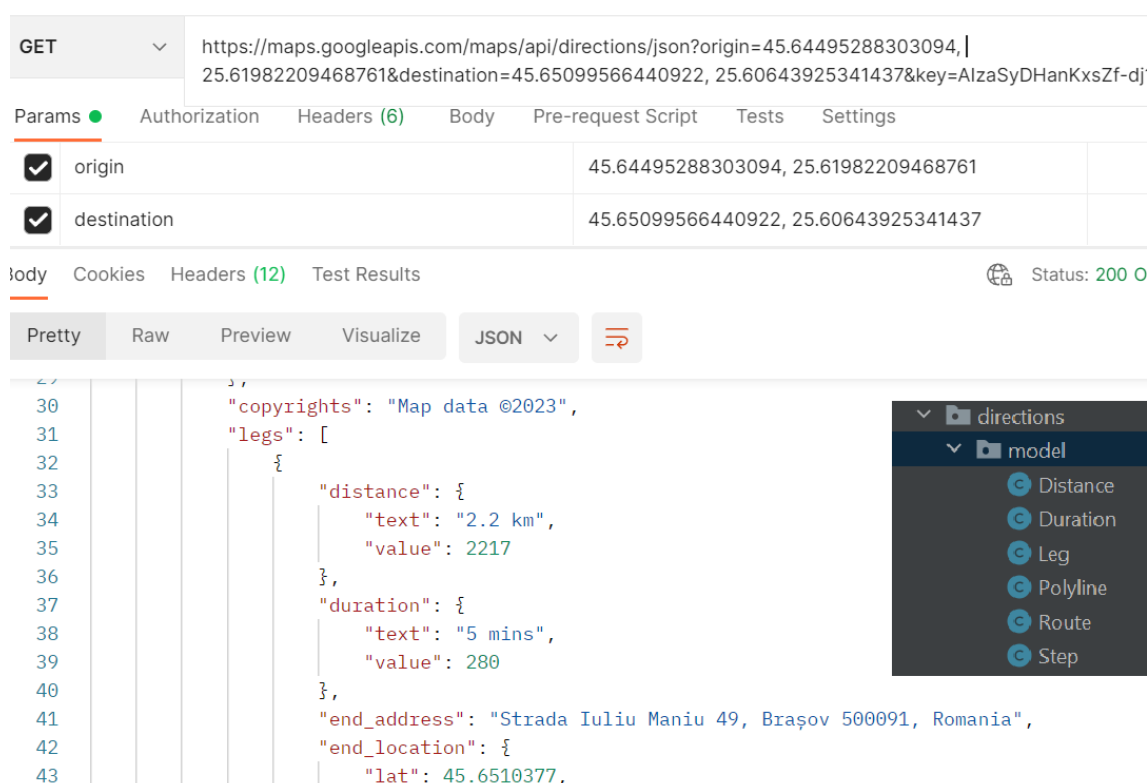 GET
https://maps.googleapis.com/maps/api/directions/json?origin=45.64495288303094,
25.61982209468761&destination=45.65099566440922, 25.60643925341437&key=AIzaSyDHanKxsZf-dj
Params Authorization Headers (6) Body Pre-request Script Tests Settings
origin 45.64495288303094, 25.61982209468761
destination 45.65099566440922, 25.60643925341437
Body Cookies Headers (12) Test Results Status: 200 O
Pretty Raw Preview Visualize JSON
29 },
30 "copyrights": "Map data ©2023",
31 "legs": [
32 {
33 "distance": {
34 "text": "2.2 km",
35 "value": 2217
36 },
37 "duration": {
38 "text": "5 mins",
39 "value": 280
40 },
41 "end_address": "Strada Iuliu Maniu 49, Brașov 500091, Romania",
42 "end_location": {
43 "lat": 45.6510377,
directions
model
C Distance
C Duration
C Leg
C Polyline
C Route
C Step